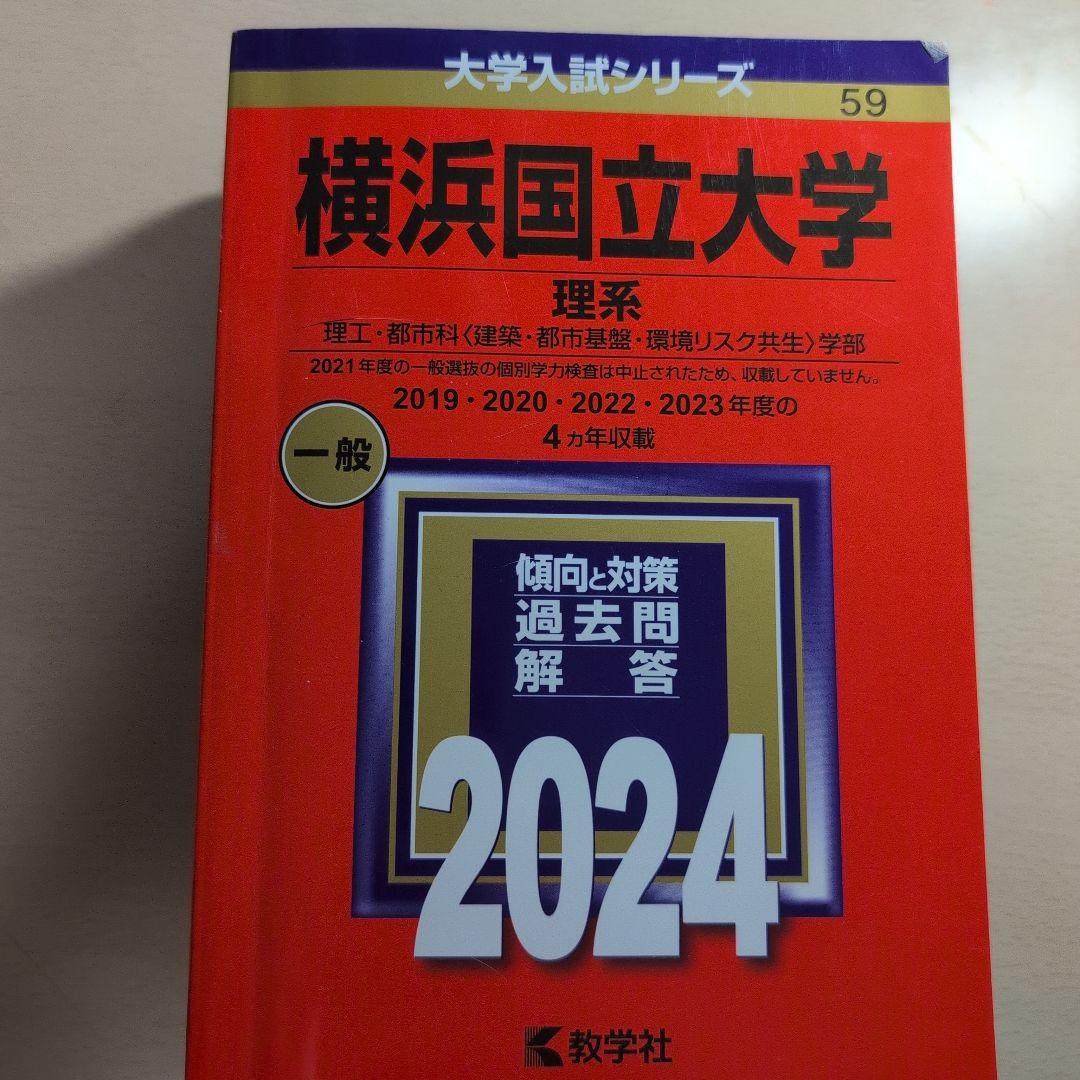 大学入試シリーズ
59
横浜国立大学
理系
理工・都市科〈建築・都市基盤・環境リスク共生〉学部
2021年度の一般選抜の個別学力検査は中止されたため、収載していません。
2019・2020・2022・2023年度の
4カ年収載
一般
傾向と対策
過去問
解答
2024
教学社